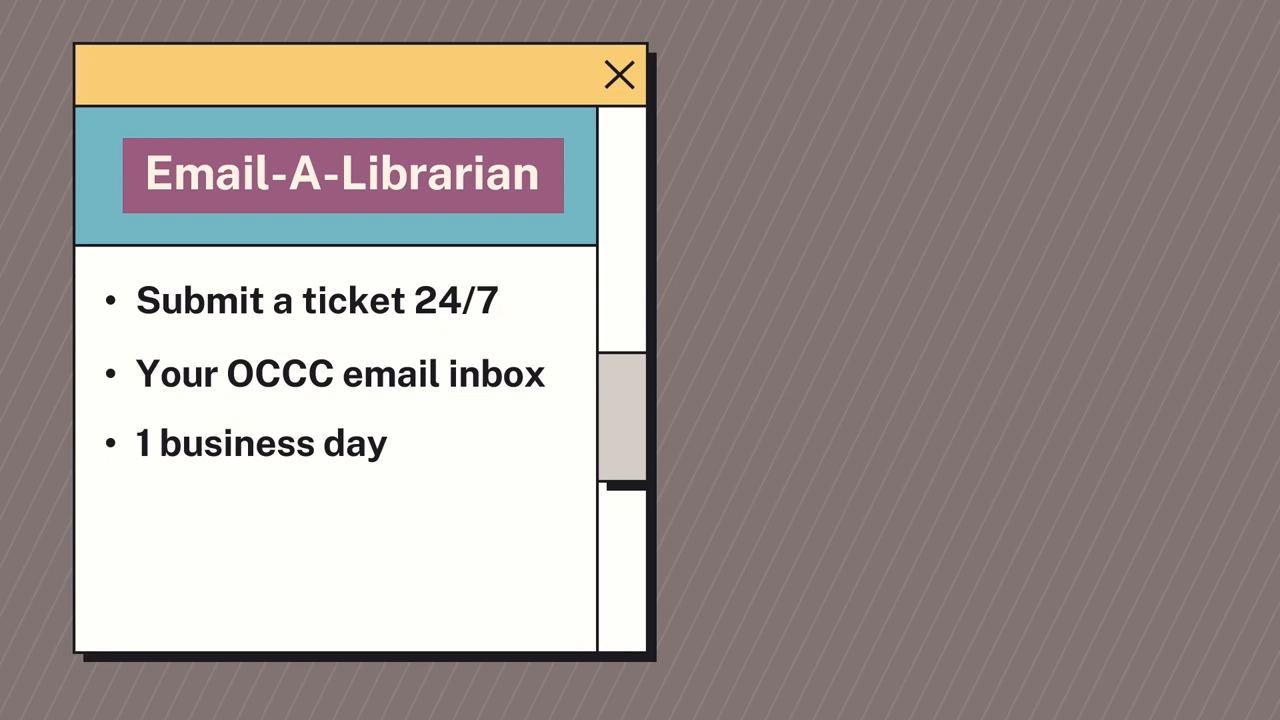 Email-A-Librarian
• Submit a ticket 24/7
• Your OCCC email inbox
• 1 business day